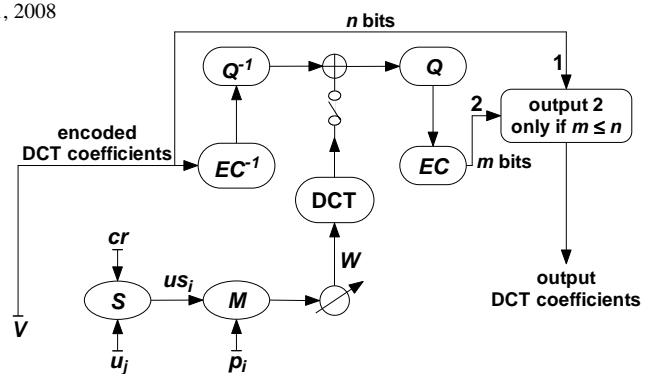 , 2008
n bits
Q-1
Q
1
2
output 2
only if m ≤ n
encoded
DCT coefficients
EC-1
EC
m bits
DCT
cr
W
usi
output
DCT coefficients
S
M
V
uj
pi